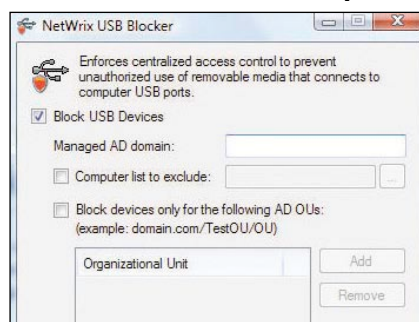 NetWrix USB Blocker
Enforces centralized access control to prevent
unauthorized use of removable media that connects to
computer USB ports.
Block USB Devices
Managed AD domain:
Computer list to exclude:
...
Block devices only for the following AD OUs:
(example: domain.com/TestOU/OU)
Organizational Unit
Add
Remove